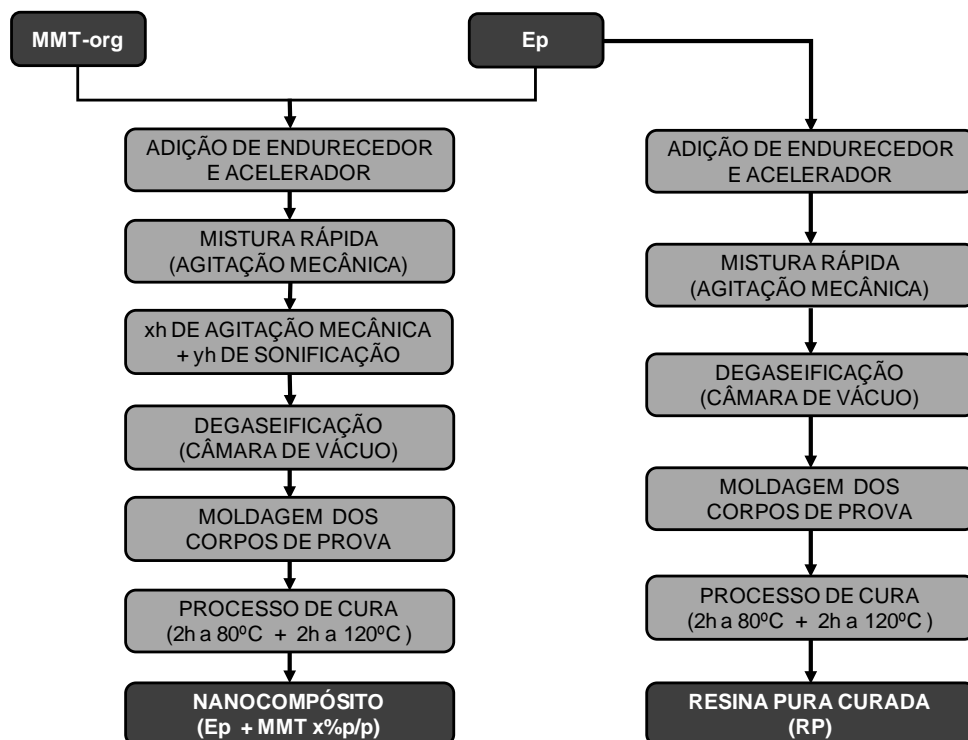 MMT-org
Ep
ADIÇÃO DE ENDURECEDOR
E ACELERADOR
MISTURA RÁPIDA
(AGITAÇÃO MECÂNICA)
xh DE AGITAÇÃO MECÂNICA
+ yh DE SONIFICAÇÃO
DEGASEIFICAÇÃO
(CÂMARA DE VÁCUO)
MOLDAGEM DOS
CORPOS DE PROVA
PROCESSO DE CURA
(2h a 80ºC + 2h a 120ºC )
NANOCOMPÓSITO
(Ep + MMT x%p/p)
ADIÇÃO DE ENDURECEDOR
E ACELERADOR
MISTURA RÁPIDA
(AGITAÇÃO MECÂNICA)
DEGASEIFICAÇÃO
(CÂMARA DE VÁCUO)
MOLDAGEM DOS
CORPOS DE PROVA
PROCESSO DE CURA
(2h a 80ºC + 2h a 120ºC )
RESINA PURA CURADA
(RP)